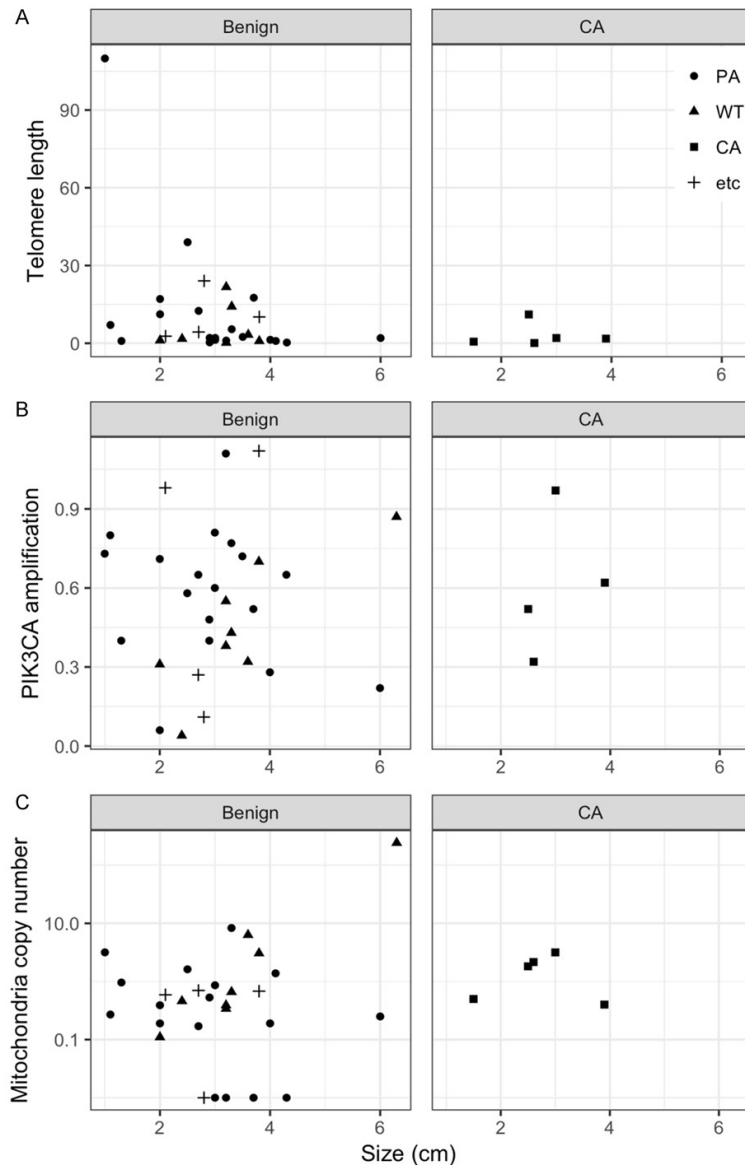 A
Benign
CA
Telomere length
90
60
30
0
PA
WT
CA
etc
2
4
6
2
4
6
B
Benign
CA
PIK3CA amplification
0.9
0.6
0.3
0.0
2
4
6
2
4
6
C
Benign
CA
Mitochondria copy number
10.0
0.1
2
4
6
2
4
6
Size (cm)